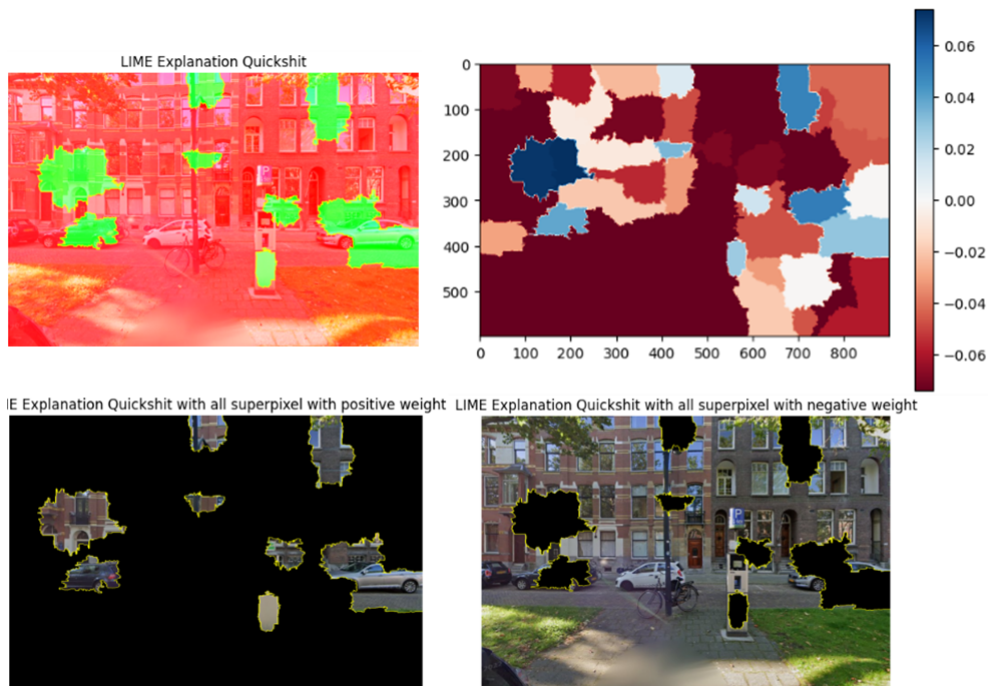 LIME Explanation Quickshit
0
100
200
300
400
500
0 100 200 300 400 500 600 700 800
0.06
0.04
0.02
0.00
−0.02
−0.04
−0.06
E Explanation Quickshit with all superpixel with positive weight
LIME Explanation Quickshit with all superpixel with negative weight
P